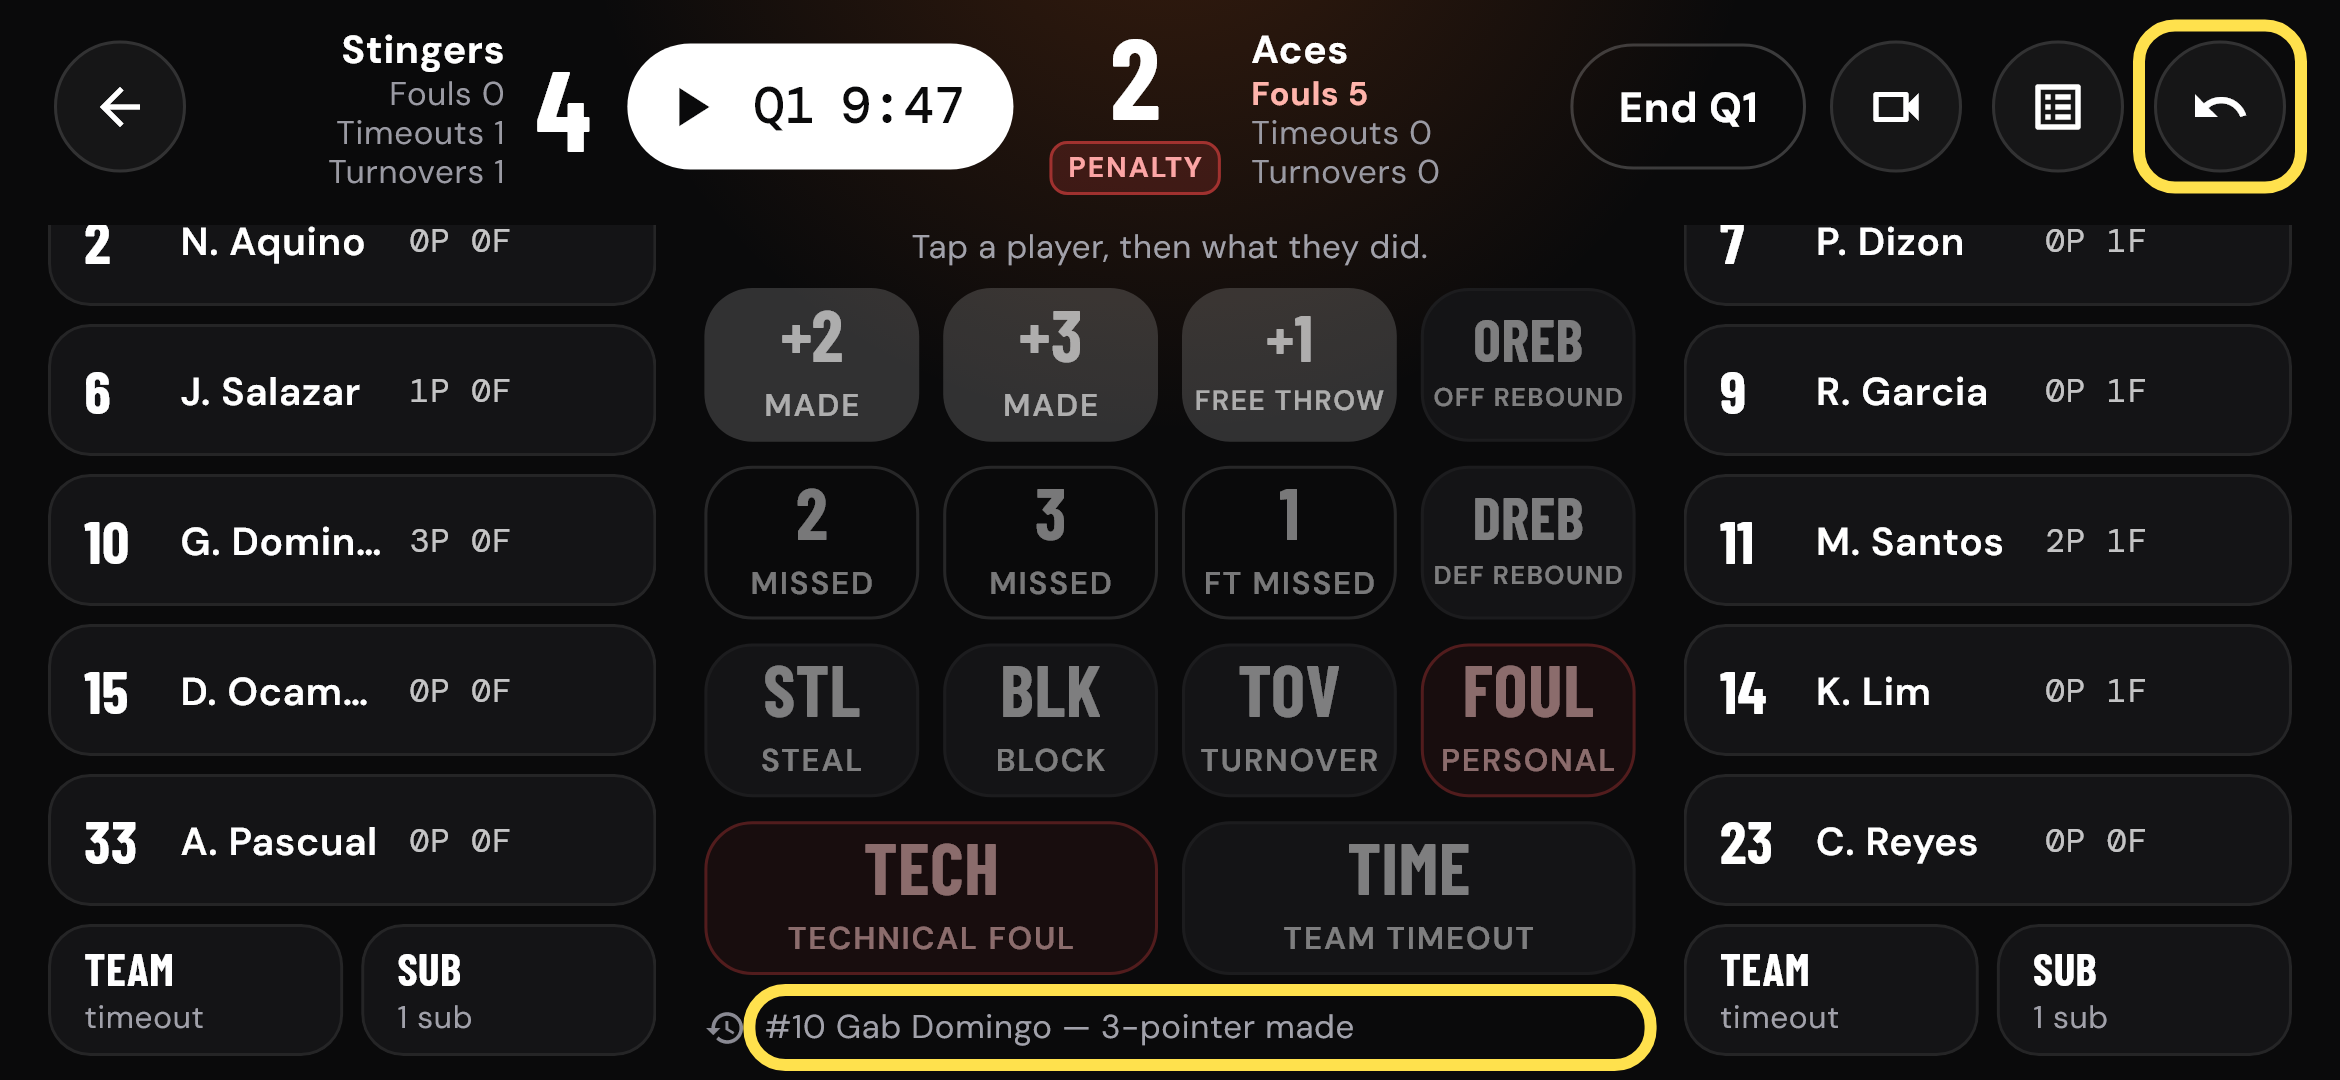 Stingers
Fouls 0
Timeouts 1
Turnovers 1
4
Q1 9:47
2
PENALTY
Aces
Fouls 5
Timeouts 0
Turnovers 0
End Q1
2 N. Aquino 0P 0F
6 J. Salazar 1P 0F
10 G. Domin... 3P 0F
15 D. Ocam... 0P 0F
33 A. Pascual 0P 0F
TEAM
timeout
SUB
1 sub
Tap a player, then what they did.
+2
MADE
+3
MADE
+1
FREE THROW
OREB
OFF REBOUND
2
MISSED
3
MISSED
1
FT MISSED
DREB
DEF REBOUND
STL
STEAL
BLK
BLOCK
TOV
TURNOVER
FOUL
PERSONAL
TECH
TECHNICAL FOUL
TIME
TEAM TIMEOUT
#10 Gab Domingo — 3-pointer made
7 P. Dizon 0P 1F
9 R. Garcia 0P 1F
11 M. Santos 2P 1F
14 K. Lim 0P 1F
23 C. Reyes 0P 0F
TEAM
timeout
SUB
1 sub